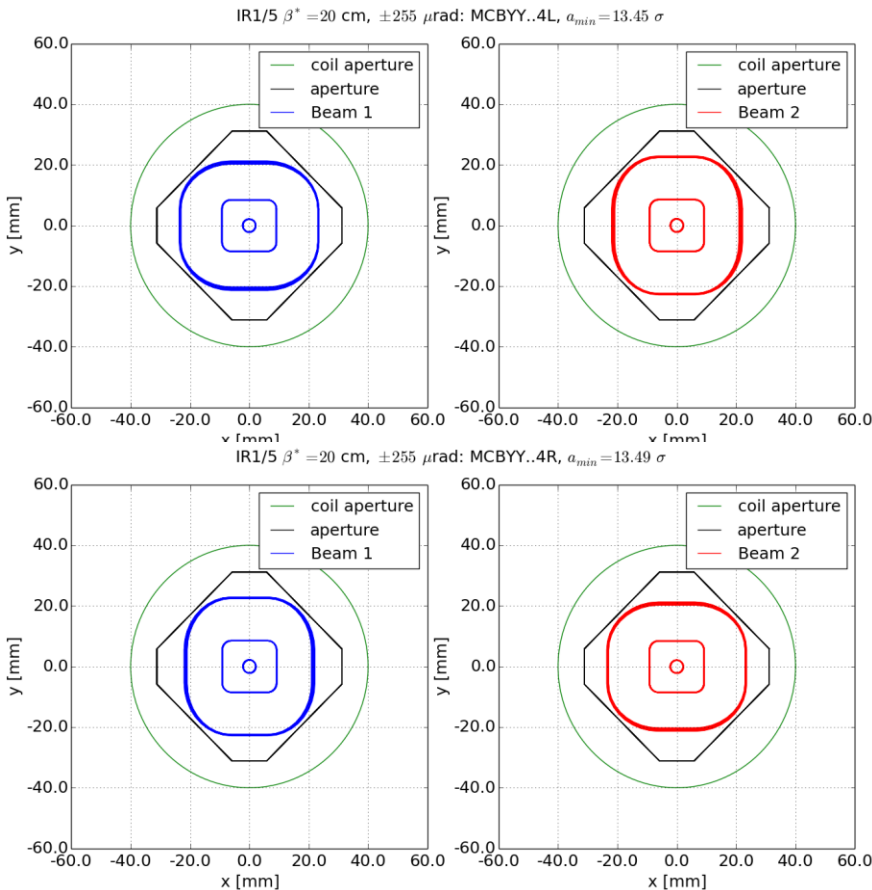 IR1/5 β* =20 cm, ±255 μrad: MCBYY..4L, a_min=13.45 σ
60.0
40.0
20.0
0.0
-20.0
-40.0
-60.0
y [mm]
coil aperture
aperture
Beam 1
-60.0 -40.0 -20.0 0.0 20.0 40.0 60.0
x [mm]
60.0
40.0
20.0
0.0
-20.0
-40.0
-60.0
y [mm]
coil aperture
aperture
Beam 2
-60.0 -40.0 -20.0 0.0 20.0 40.0 60.0
x [mm]
IR1/5 β* =20 cm, ±255 μrad: MCBYY..4R, a_min=13.49 σ
60.0
40.0
20.0
0.0
-20.0
-40.0
-60.0
y [mm]
coil aperture
aperture
Beam 1
-60.0 -40.0 -20.0 0.0 20.0 40.0 60.0
x [mm]
60.0
40.0
20.0
0.0
-20.0
-40.0
-60.0
y [mm]
coil aperture
aperture
Beam 2
-60.0 -40.0 -20.0 0.0 20.0 40.0 60.0
x [mm]